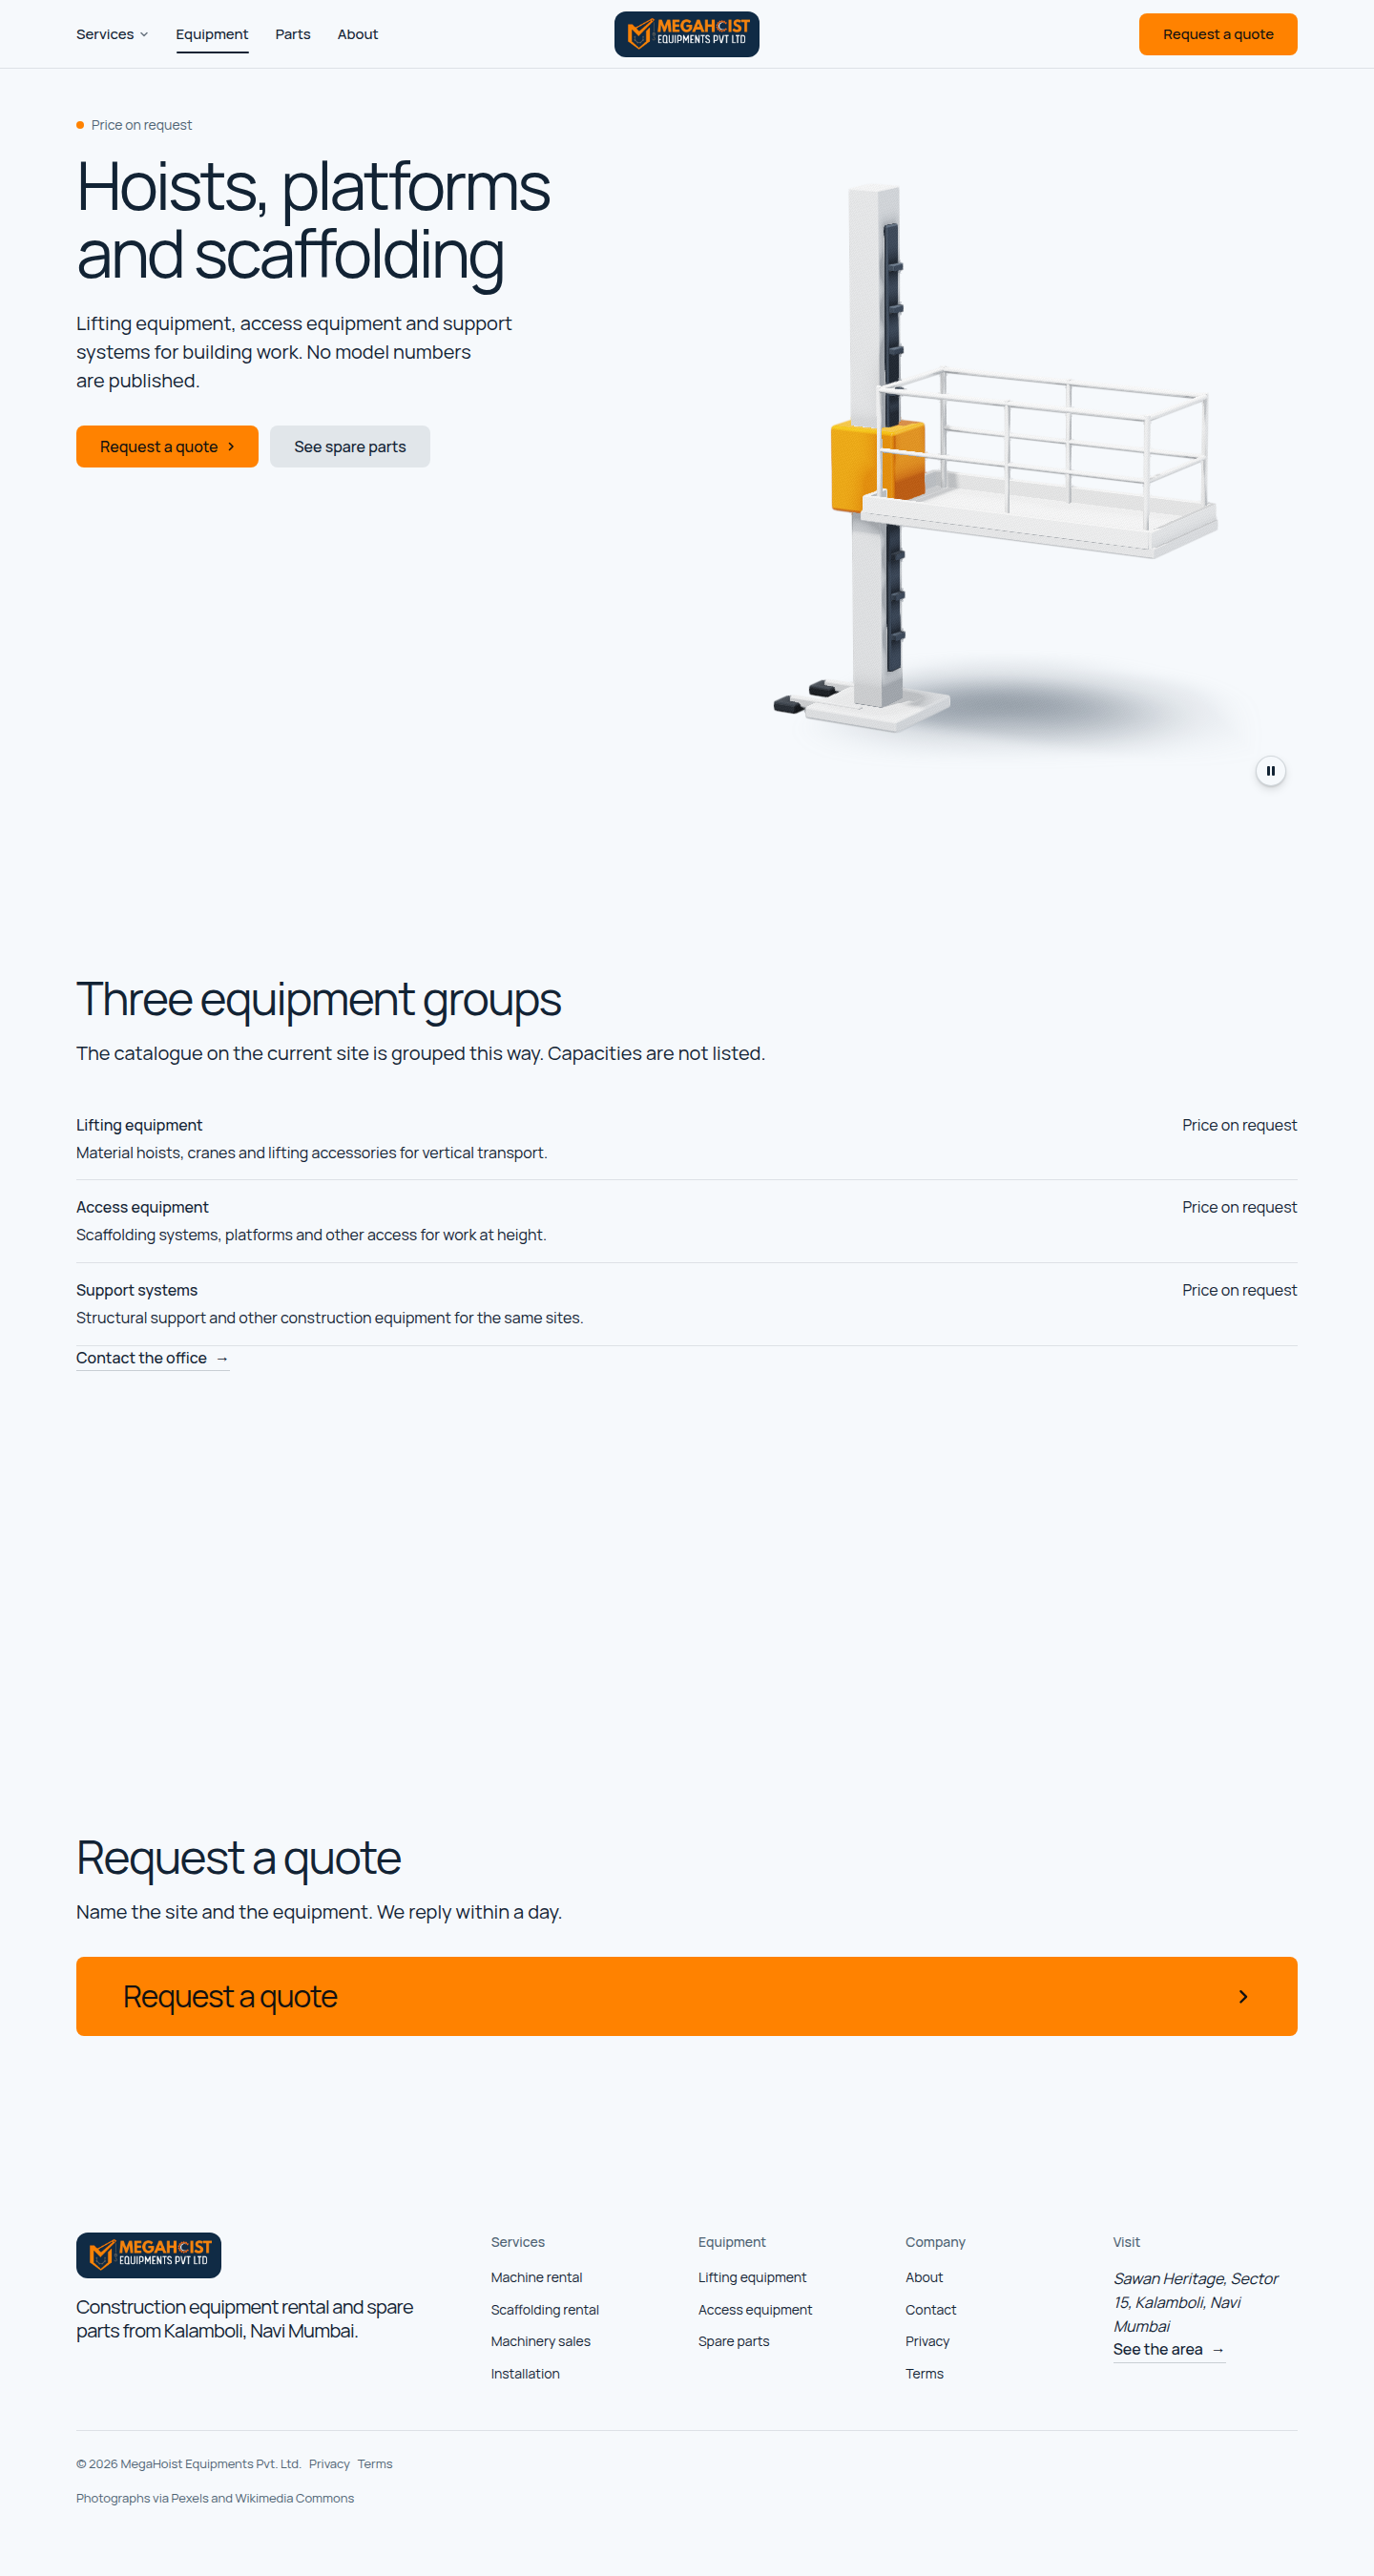 Services
Equipment
Parts
About
MEGAHOIST
EQUIPMENTS PVT LTD
Request a quote
Price on request
Hoists, platforms
and scaffolding
Lifting equipment, access equipment and support
systems for building work. No model numbers
are published.
Request a quote
See spare parts
Three equipment groups
The catalogue on the current site is grouped this way. Capacities are not listed.
Lifting equipment
Price on request
Material hoists, cranes and lifting accessories for vertical transport.
Access equipment
Price on request
Scaffolding systems, platforms and other access for work at height.
Support systems
Price on request
Structural support and other construction equipment for the same sites.
Contact the office →
Request a quote
Name the site and the equipment. We reply within a day.
Request a quote
MEGAHOIST
EQUIPMENTS PVT LTD
Construction equipment rental and spare
parts from Kalamboli, Navi Mumbai.
Services
Machine rental
Scaffolding rental
Machinery sales
Installation
Equipment
Lifting equipment
Access equipment
Spare parts
Company
About
Contact
Privacy
Terms
Visit
Sawan Heritage, Sector
15, Kalamboli, Navi
Mumbai
See the area →
© 2026 MegaHoist Equipments Pvt. Ltd. Privacy Terms
Photographs via Pexels and Wikimedia Commons